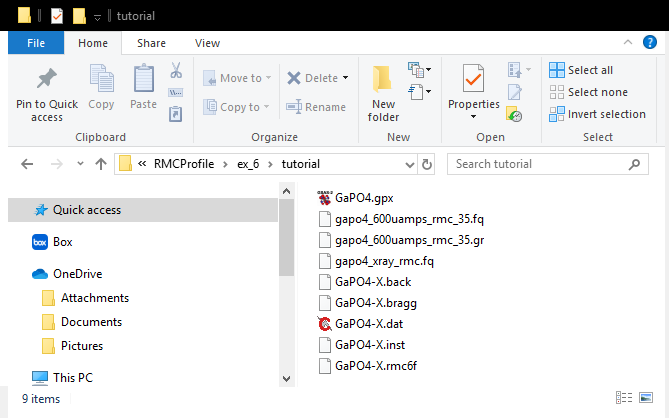 tutorial
File Home Share View
Pin to Quick access
Copy
Paste
Clipboard
Move to
Copy to
Delete
Rename
Organize
New folder
New
Properties
Open
Select all
Select none
Invert selection
Select
« RMCProfile › ex_6 › tutorial
Search tutorial
Quick access
box Box
OneDrive
Attachments
Documents
Pictures
This PC
GaPO4.gpx
gapo4_600uamps_rmc_35.fq
gapo4_600uamps_rmc_35.gr
gapo4_xray_rmc.fq
GaPO4-X.back
GaPO4-X.bragg
GaPO4-X.dat
GaPO4-X.inst
GaPO4-X.rmc6f
9 items